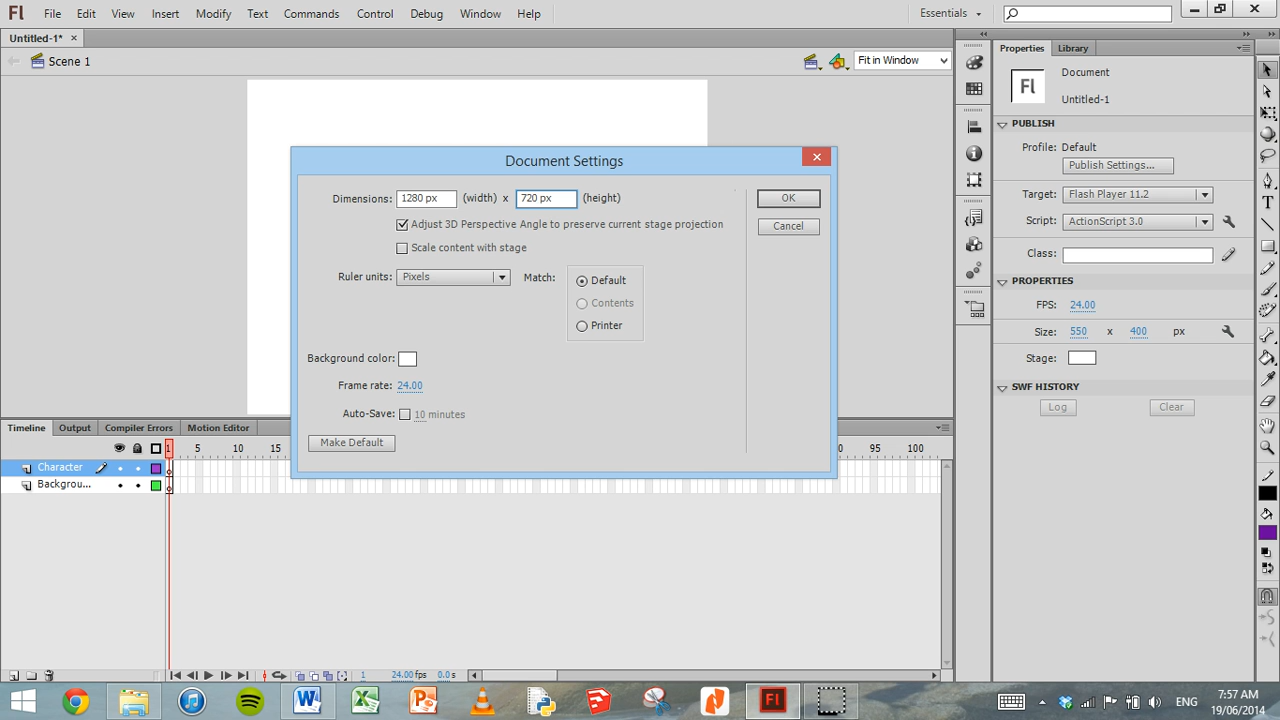 Fl File Edit View Insert Modify Text Commands Control Debug Window Help Essentials
Untitled-1* × Properties Library
Scene 1 Fit in Window
Fl Document
Untitled-1
PUBLISH
Profile: Default
Publish Settings...
Target: Flash Player 11.2
Script: ActionScript 3.0
Class:
PROPERTIES
FPS: 24.00
Size: 550 x 400 px
Stage:
SWF HISTORY
Log Clear
Document Settings
Dimensions: 1280 px (width) x 720 px (height) OK
Adjust 3D Perspective Angle to preserve current stage projection Cancel
Scale content with stage
Ruler units: Pixels Match: Default
Contents
Printer
Background color:
Frame rate: 24.00
Auto-Save: 10 minutes
Make Default
Timeline Output Compiler Errors Motion Editor
1 5 10 15 95 100
Character
Backgrou...
1 24.00 fps 0.0 s
7:57 AM
ENG
19/06/2014